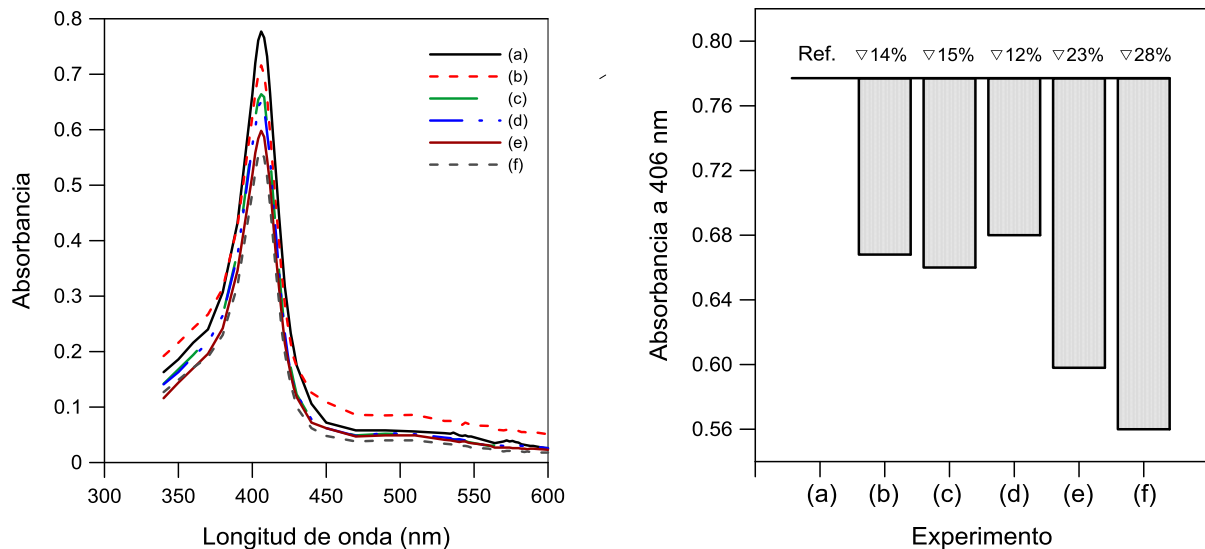 0.8
0.7
0.6
0.5
0.4
0.3
0.2
0.1
0
Absorbancia
300 350 400 450 500 550 600
Longitud de onda (nm)
(a)
(b)
(c)
(d)
(e)
(f)
0.80
0.76
0.72
0.68
0.64
0.60
0.56
Absorbancia a 406 nm
Ref. ▽14% ▽15% ▽12% ▽23% ▽28%
(a) (b) (c) (d) (e) (f)
Experimento